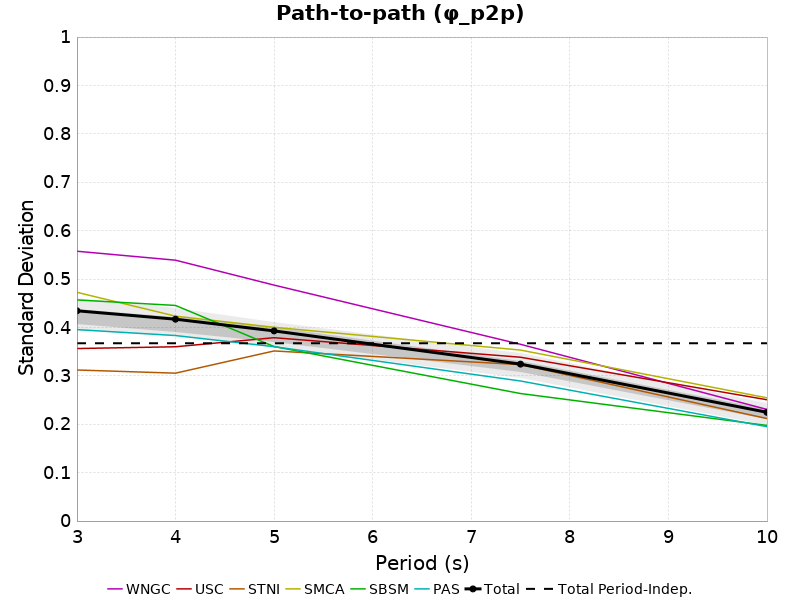 Path-to-path (φ_p2p)
Standard Deviation
1
0.9
0.8
0.7
0.6
0.5
0.4
0.3
0.2
0.1
0
3 4 5 6 7 8 9 10
Period (s)
WNGC USC STNI SMCA SBSM PAS Total Total Period-Indep.